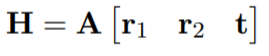 H = A [r₁ r₂ t]